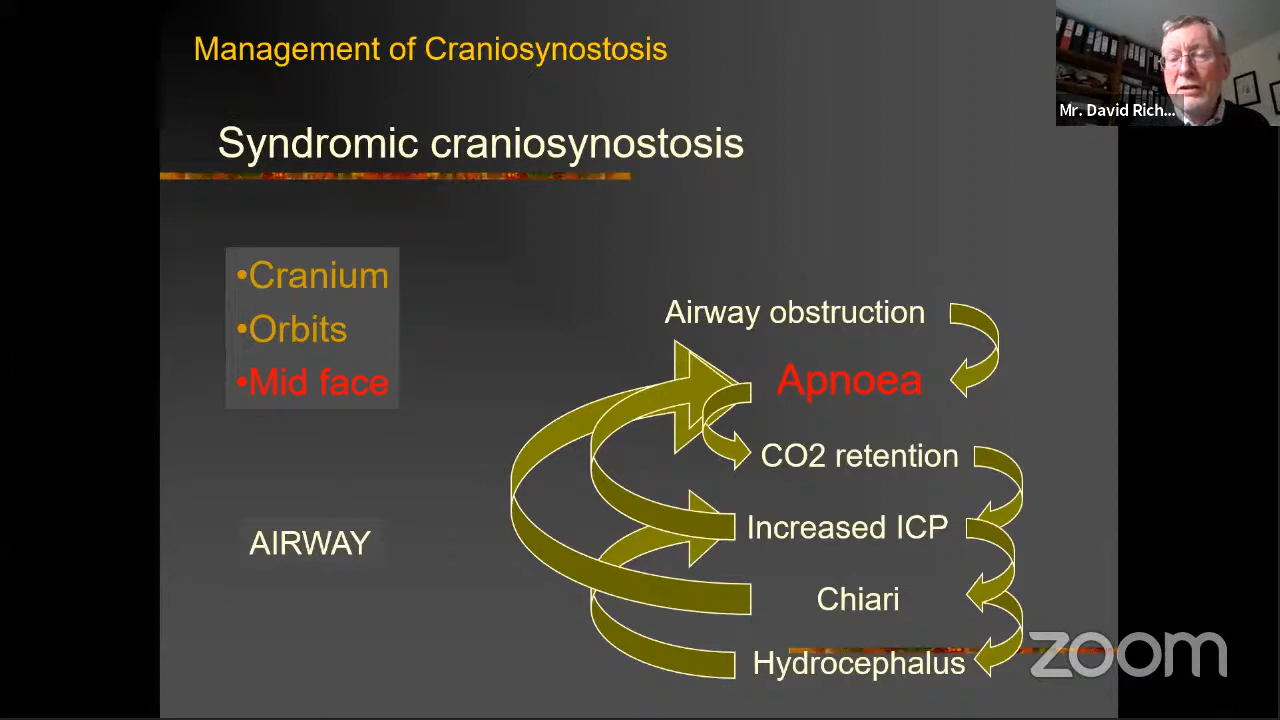 Management of Craniosynostosis
Mr. David Rich...
Syndromic craniosynostosis
•Cranium
•Orbits
•Mid face
AIRWAY
Airway obstruction
Apnoea
CO2 retention
Increased ICP
Chiari
Hydrocephalus
zoom